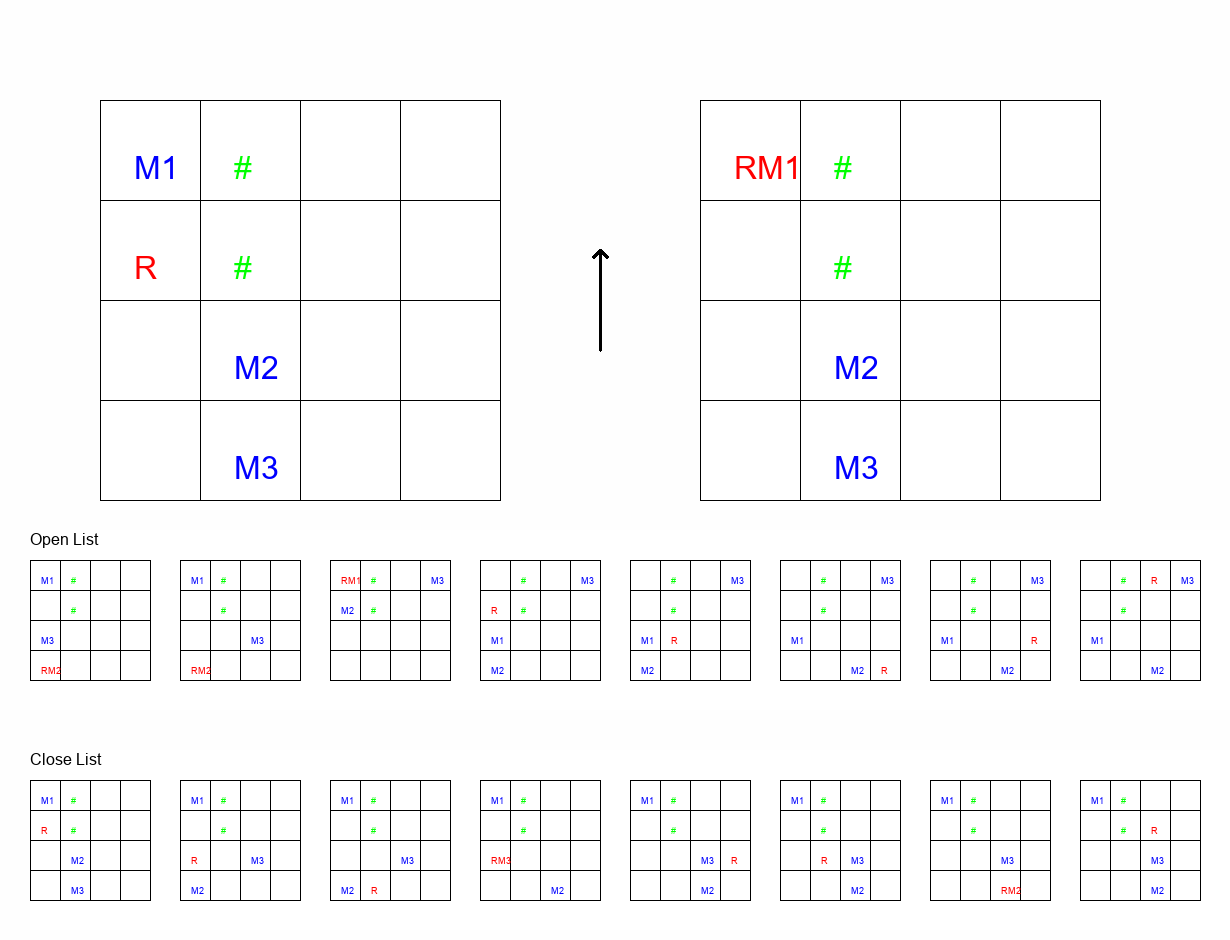 M1 # RM1 #
R # #
M2 M2
M3 M3
Open List
M1 # M1 # RM1 # M3 # M3 # M3 # M3 # M3 # R M3
# # M2 # R # # # # #
M3 M3 M1 M1 R M1 M1 R M1
RM2 RM2 M2 M2 M2 R M2 M2
Close List
M1 # M1 # M1 # M1 # M1 # M1 # M1 # M1 #
R # # # # # # # # R
M2 R M3 M3 RM3 M3 R R M3 M3 M3
M3 M2 M2 R M2 M2 M2 RM2 M2